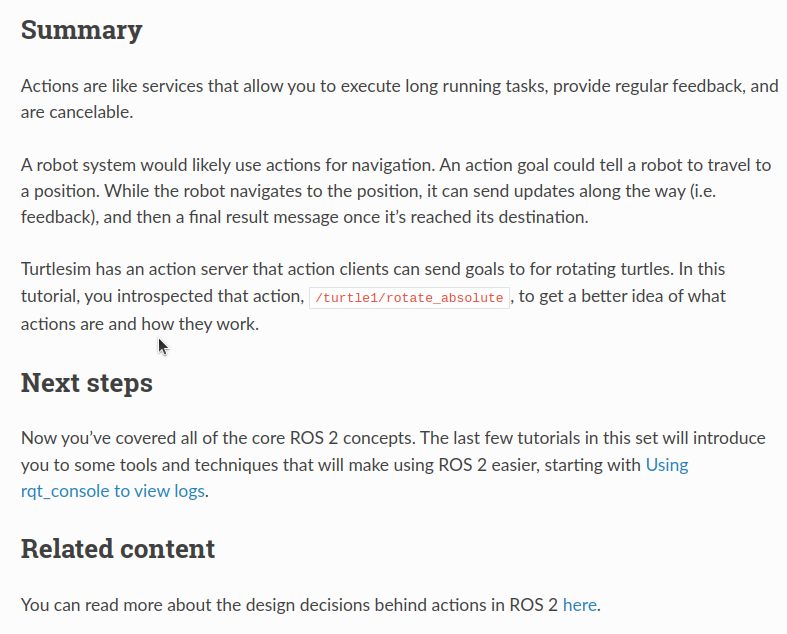 Summary
Actions are like services that allow you to execute long running tasks, provide regular feedback, and
are cancelable.
A robot system would likely use actions for navigation. An action goal could tell a robot to travel to
a position. While the robot navigates to the position, it can send updates along the way (i.e.
feedback), and then a final result message once it’s reached its destination.
Turtlesim has an action server that action clients can send goals to for rotating turtles. In this
tutorial, you introspected that action, /turtle1/rotate_absolute, to get a better idea of what
actions are and how they work.
Next steps
Now you’ve covered all of the core ROS 2 concepts. The last few tutorials in this set will introduce
you to some tools and techniques that will make using ROS 2 easier, starting with Using
rqt_console to view logs.
Related content
You can read more about the design decisions behind actions in ROS 2 here.